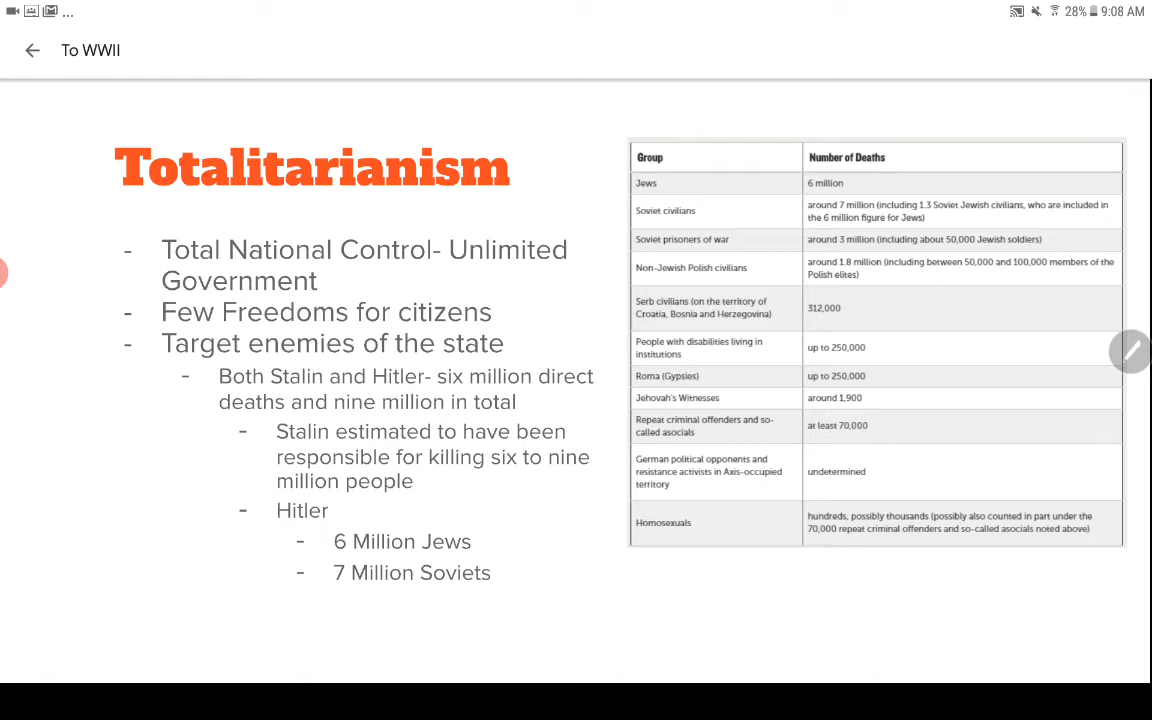 ... 28% 9:08 AM
To WWII
Totalitarianism
- Total National Control- Unlimited
Government
- Few Freedoms for citizens
- Target enemies of the state
- Both Stalin and Hitler- six million direct
deaths and nine million in total
- Stalin estimated to have been
responsible for killing six to nine
million people
- Hitler
- 6 Million Jews
- 7 Million Soviets
Group Number of Deaths
Jews 6 million
Soviet civilians around 7 million (including 1.3 Soviet Jewish civilians, who are included in
the 6 million figure for Jews)
Soviet prisoners of war around 3 million (including about 50,000 Jewish soldiers)
Non-Jewish Polish civilians around 1.8 million (including between 50,000 and 100,000 members of the
Polish elites)
Serb civilians (on the territory of
Croatia, Bosnia and Herzegovina) 312,000
People with disabilities living in
institutions up to 250,000
Roma (Gypsies) up to 250,000
Jehovah's Witnesses around 1,900
Repeat criminal offenders and so-
called asocials at least 70,000
German political opponents and
resistance activists in Axis-occupied
territory undetermined
Homosexuals hundreds, possibly thousands (possibly also counted in part under the
70,000 repeat criminal offenders and so-called asocials noted above)